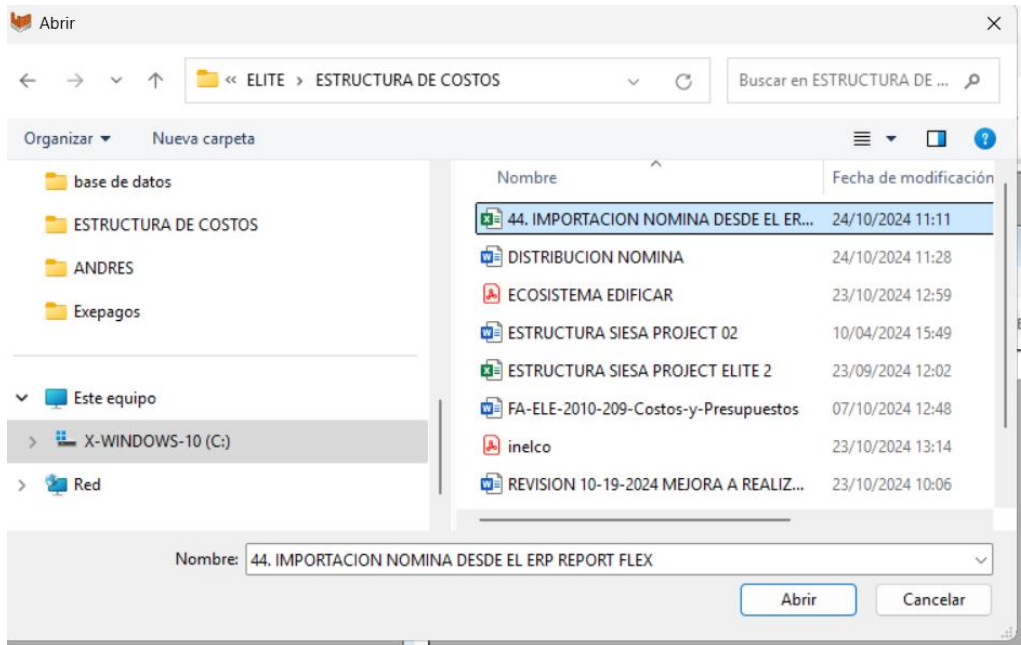 Abrir
« ELITE > ESTRUCTURA DE COSTOS
Buscar en ESTRUCTURA DE ...
Organizar
Nueva carpeta
base de datos
ESTRUCTURA DE COSTOS
ANDRES
Exepagos
Este equipo
X-WINDOWS-10 (C:)
Red
Nombre Fecha de modificación
44. IMPORTACION NOMINA DESDE EL ER... 24/10/2024 11:11
DISTRIBUCION NOMINA 24/10/2024 11:28
ECOSISTEMA EDIFICAR 23/10/2024 12:59
ESTRUCTURA SIESA PROJECT 02 10/04/2024 15:49
ESTRUCTURA SIESA PROJECT ELITE 2 23/09/2024 12:02
FA-ELE-2010-209-Costos-y-Presupuestos 07/10/2024 12:48
inelco 23/10/2024 13:14
REVISION 10-19-2024 MEJORA A REALIZ... 23/10/2024 10:06
Nombre: 44. IMPORTACION NOMINA DESDE EL ERP REPORT FLEX
Abrir
Cancelar